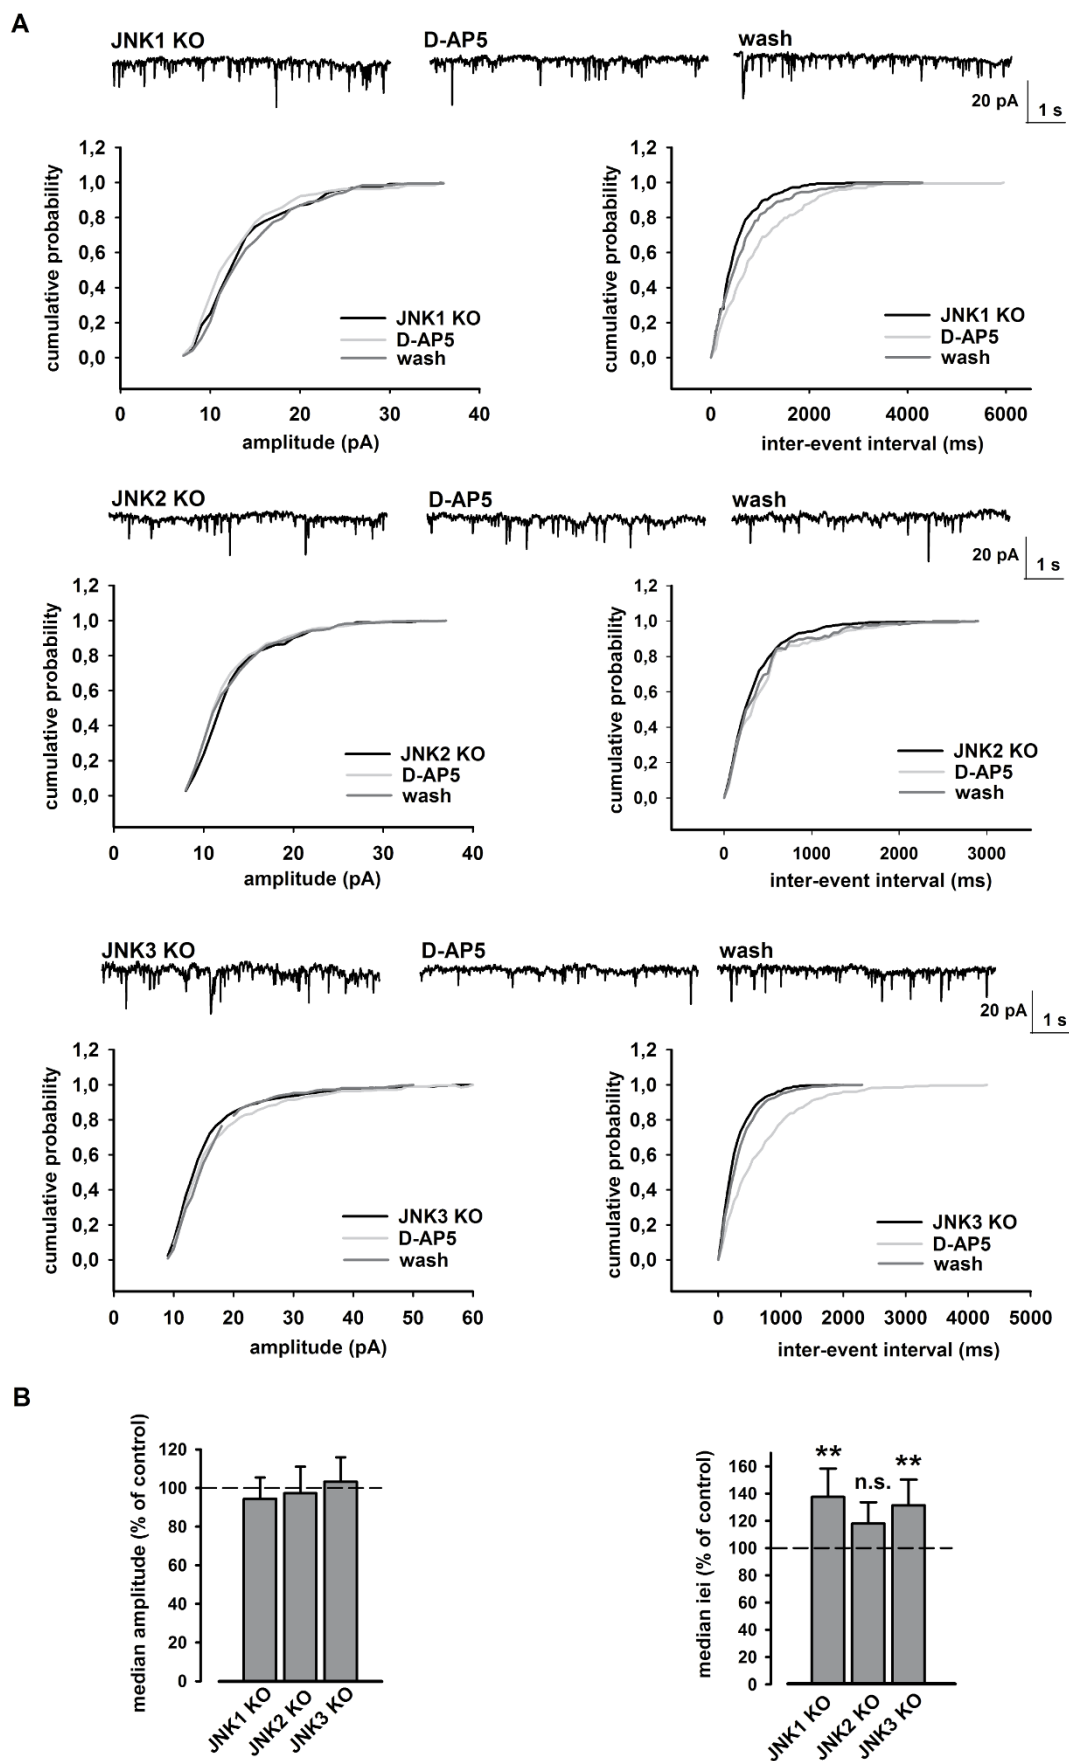 A
JNK1 KO D-AP5 wash
20 pA 1 s
cumulative probability
1,2
1,0
0,8
0,6
0,4
0,2
0,0
JNK1 KO
D-AP5
wash
0 10 20 30 40
amplitude (pA)
cumulative probability
1,2
1,0
0,8
0,6
0,4
0,2
0,0
JNK1 KO
D-AP5
wash
0 2000 4000 6000
inter-event interval (ms)
JNK2 KO D-AP5 wash
20 pA 1 s
cumulative probability
1,2
1,0
0,8
0,6
0,4
0,2
0,0
JNK2 KO
D-AP5
wash
0 10 20 30 40
amplitude (pA)
cumulative probability
1,2
1,0
0,8
0,6
0,4
0,2
0,0
JNK2 KO
D-AP5
wash
0 1000 2000 3000
inter-event interval (ms)
JNK3 KO D-AP5 wash
20 pA 1 s
cumulative probability
1,2
1,0
0,8
0,6
0,4
0,2
0,0
JNK3 KO
D-AP5
wash
0 10 20 30 40 50 60
amplitude (pA)
cumulative probability
1,2
1,0
0,8
0,6
0,4
0,2
0,0
JNK3 KO
D-AP5
wash
0 1000 2000 3000 4000 5000
inter-event interval (ms)
B
median amplitude (% of control)
120
100
80
60
40
20
0
JNK1 KO
JNK2 KO
JNK3 KO
median iei (% of control)
160
140
120
100
80
60
40
20
0
** n.s. **
JNK1 KO
JNK2 KO
JNK3 KO